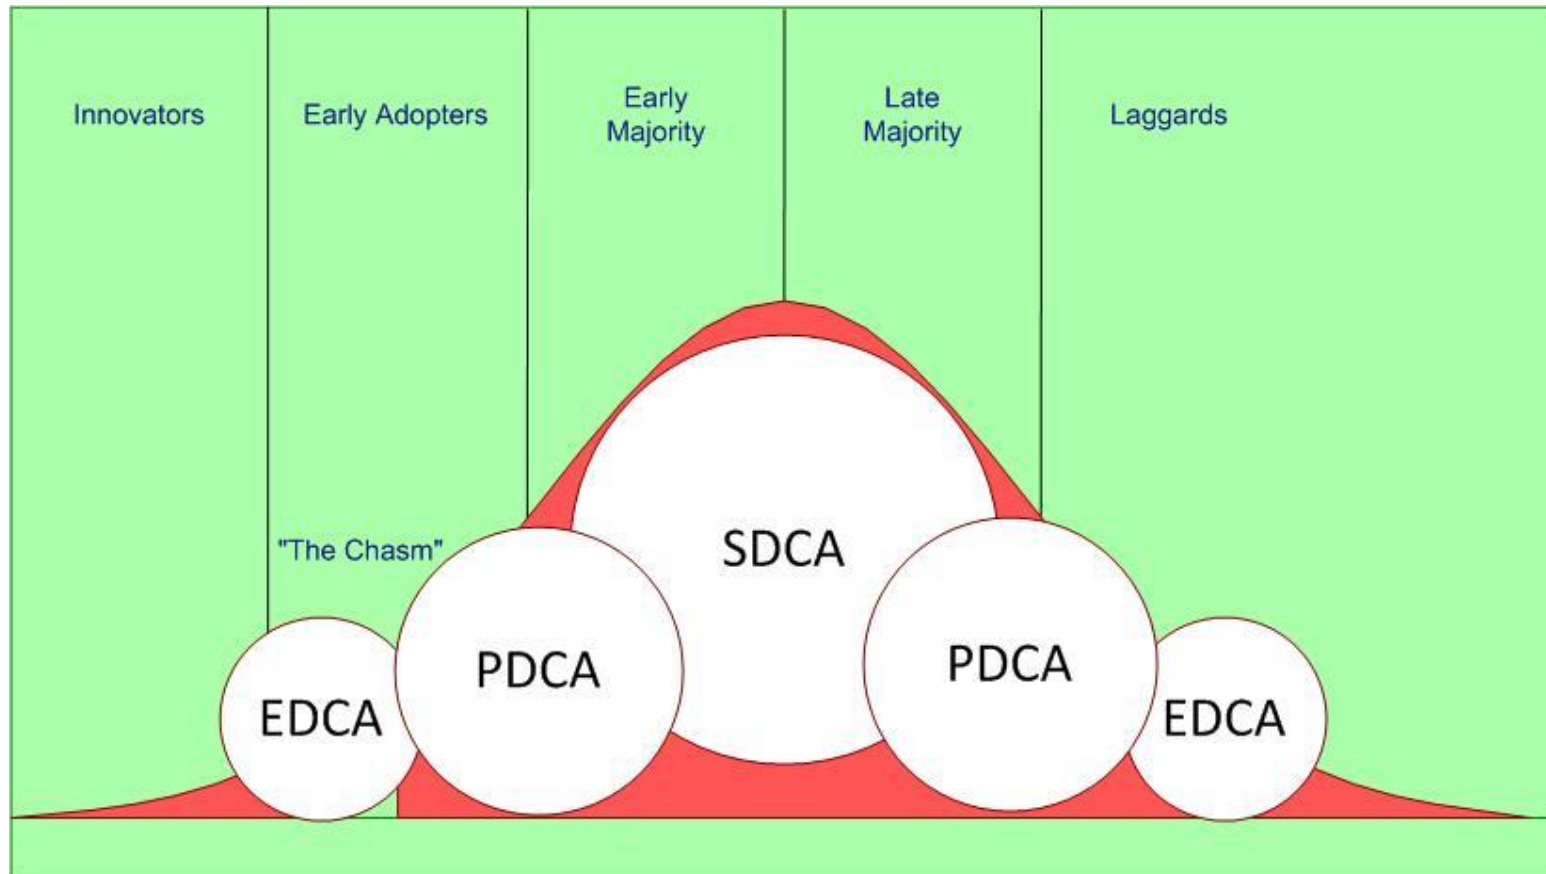 Innovators
Early Adopters
Early
Majority
Late
Majority
Laggards
"The Chasm"
EDCA
PDCA
SDCA
PDCA
EDCA